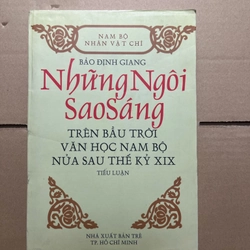 NAM BỘ
NHÂN VẬT CHÍ
BẢO ĐỊNH GIANG
Những Ngôi
Sao Sáng
TRÊN BẦU TRỜI
VĂN HỌC NAM BỘ
NỬA SAU THẾ KỶ XIX
TIỂU LUẬN
NHÀ XUẤT BẢN TRẺ
TP. HỒ CHÍ MINH